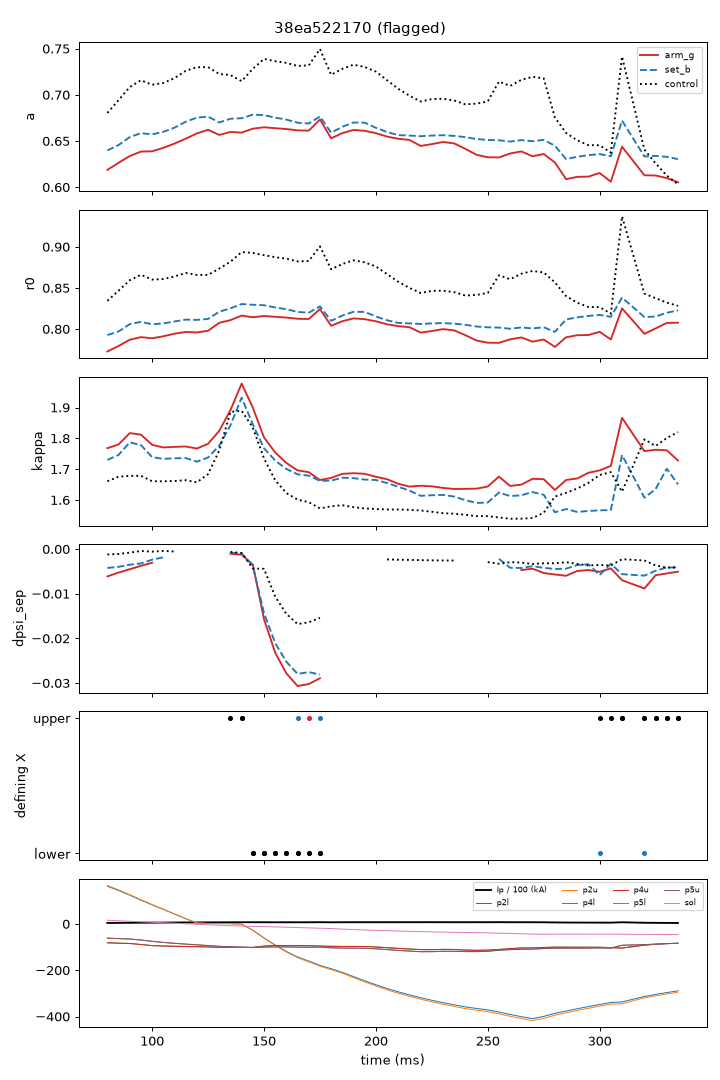 38ea522170 (flagged)
0.75
0.70
0.65
0.60
a
arm_g
set_b
control
0.90
0.85
0.80
r0
1.9
1.8
1.7
1.6
kappa
0.00
−0.01
−0.02
−0.03
dpsi_sep
upper
lower
defining X
0
−200
−400
Ip / 100 (kA)
p2l
p2u
p4l
p4u
p5l
p5u
sol
100
150
200
250
300
time (ms)